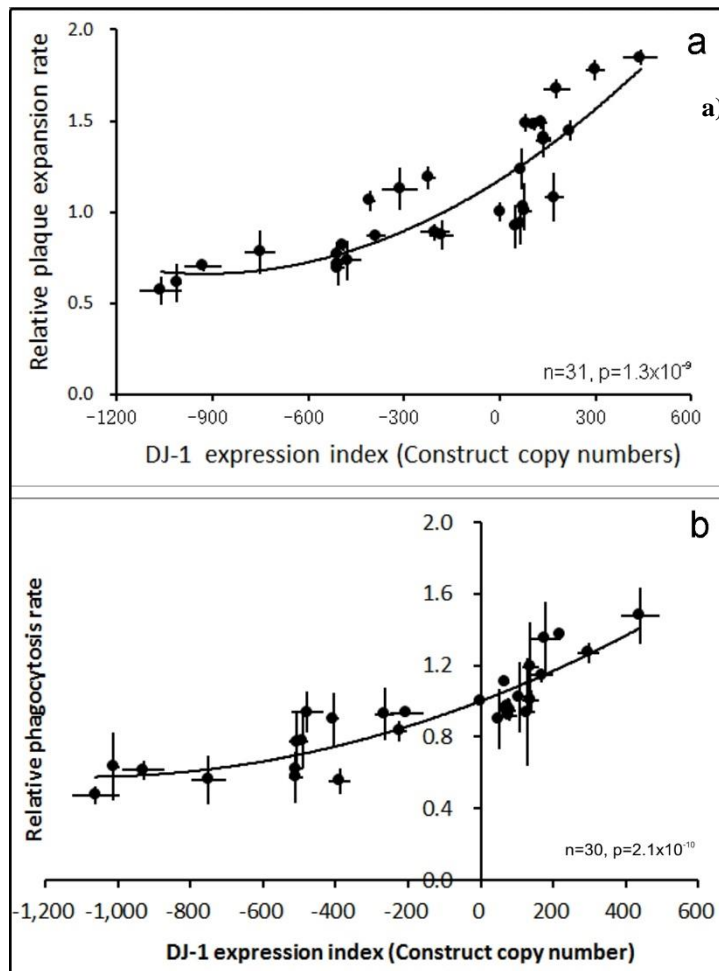 a
a)
2.0
1.5
1.0
0.5
0.0
Relative plaque expansion rate
n=31, p=1.3x10⁻⁹
−1200 −900 −600 −300 0 300 600
DJ-1 expression index (Construct copy numbers)
b
2.0
1.6
1.2
0.8
0.4
0.0
Relative phagocytosis rate
n=30, p=2.1x10⁻¹⁰
-1,200 -1,000 -800 -600 -400 -200 0 200 400 600
DJ-1 expression index (Construct copy number)